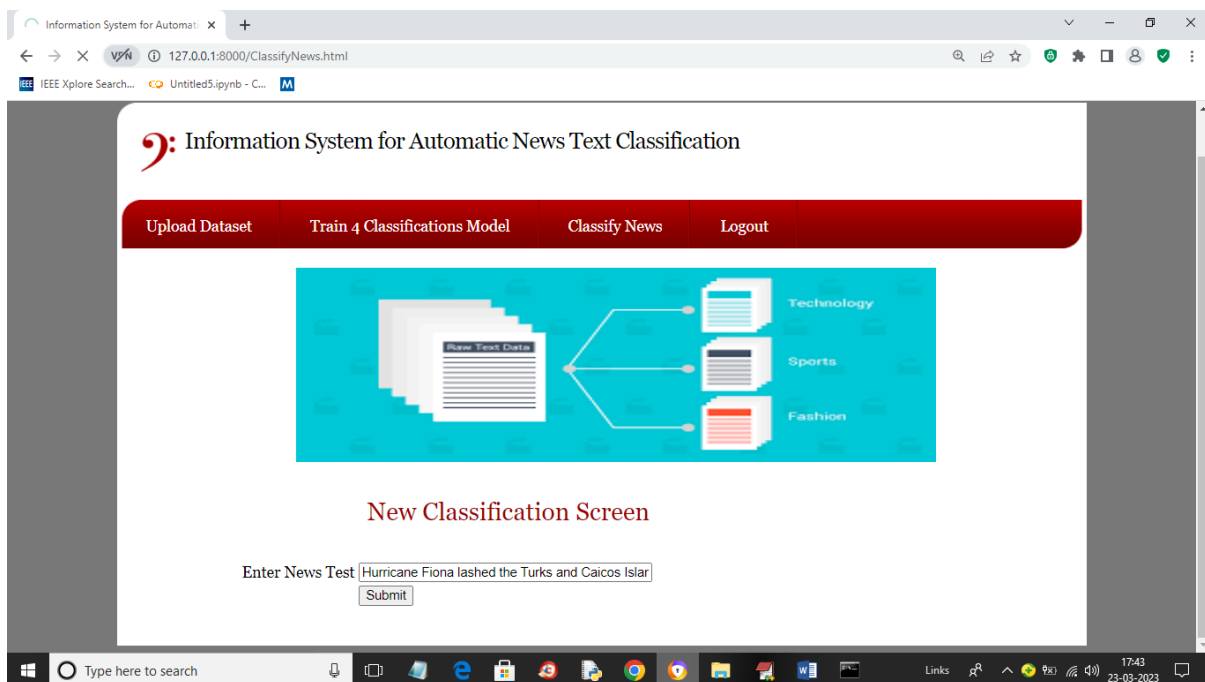 Information System for Automati
127.0.0.1:8000/ClassifyNews.html
IEEE Xplore Search... Untitled5.ipynb - C...
Information System for Automatic News Text Classification
Upload Dataset Train 4 Classifications Model Classify News Logout
Raw Text Data
Technology
Sports
Fashion
New Classification Screen
Enter News Test Hurricane Fiona lashed the Turks and Caicos Islar
Submit
Type here to search
Links
17:43
23-03-2023